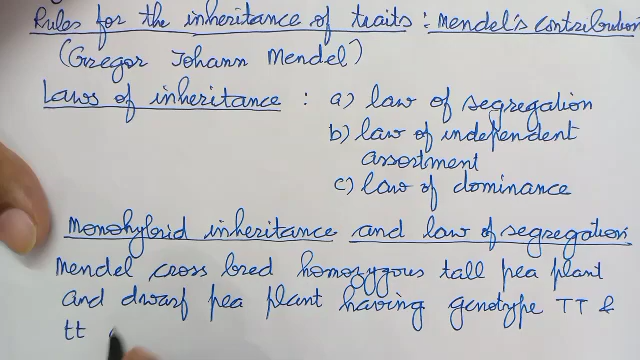 Rules for the inheritance of traits : Mendel's contribution
(Gregor Johann Mendel)
Laws of inheritance : a) law of segregation
b) law of independent
assortment
c) law of dominance
Monohybrid inheritance and law of segregation.
Mendel cross bred homozygous tall pea plant
and dwarf pea plant having genotype TT &
tt